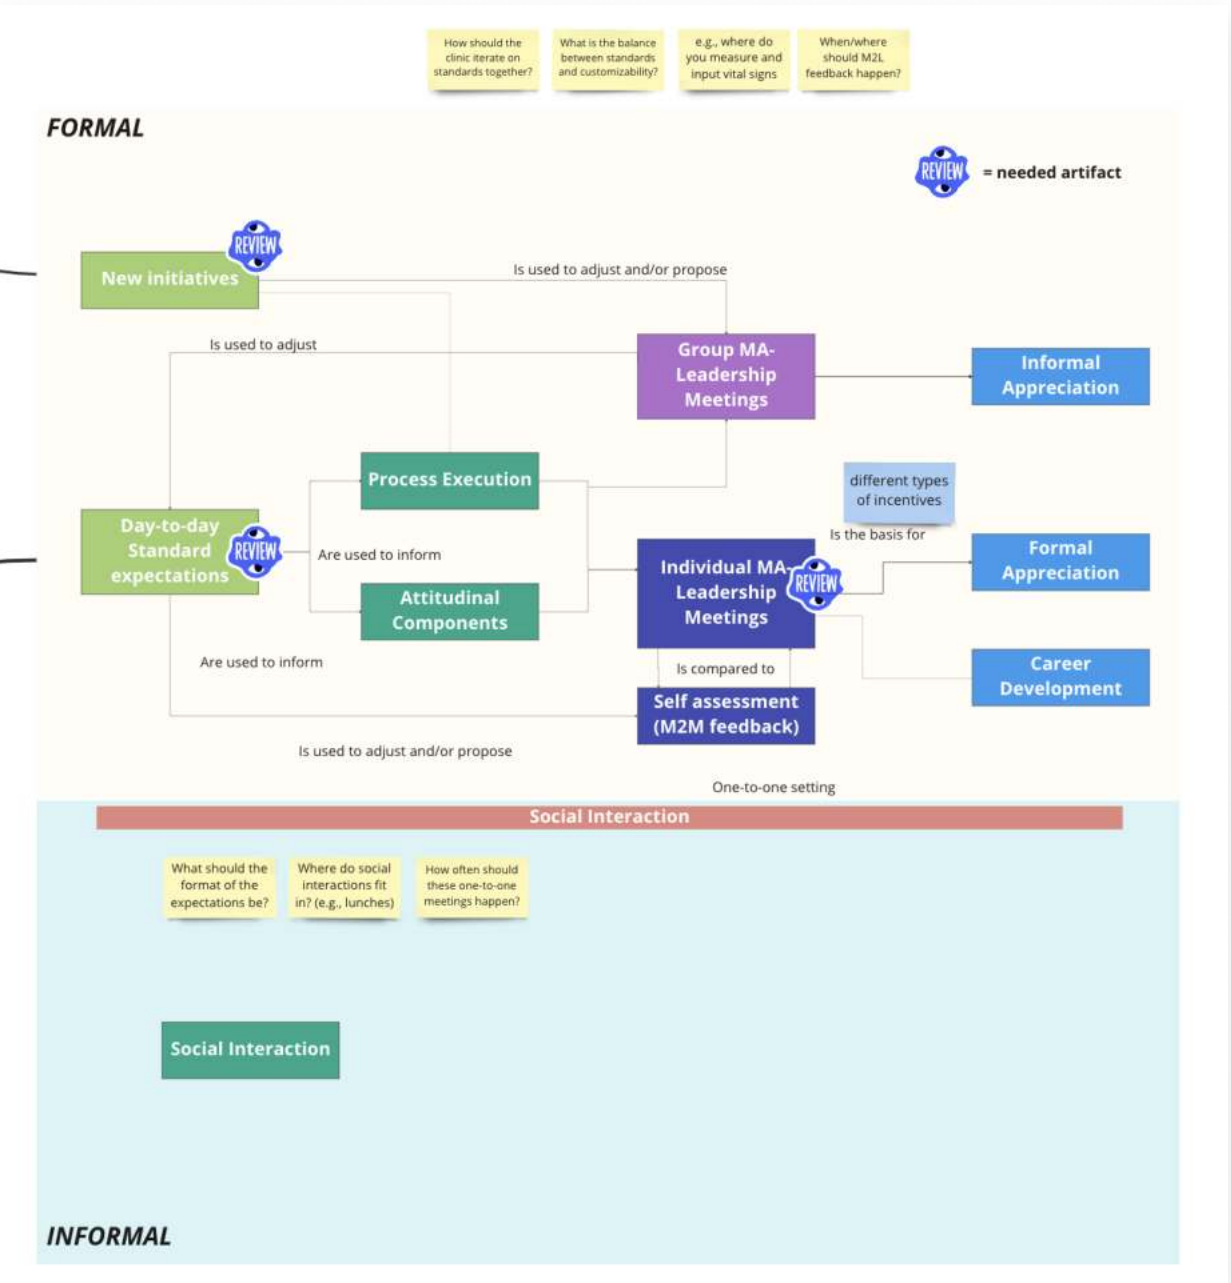 How should the
clinic iterate on
standards together?
What is the balance
between standards
and customizability?
e.g., where do
you measure and
input vital signs
When/where
should M2L
feedback happen?
FORMAL
REVIEW
= needed artifact
REVIEW
New initiatives
Is used to adjust and/or propose
Is used to adjust
Group MA-
Leadership
Meetings
Informal
Appreciation
Process Execution
different types
of incentives
Day-to-day
Standard
expectations
REVIEW
Are used to inform
Is the basis for
Individual MA-
Leadership
Meetings
REVIEW
Formal
Appreciation
Attitudinal
Components
Are used to inform
Is compared to
Career
Development
Self assessment
(M2M feedback)
Is used to adjust and/or propose
One-to-one setting
Social Interaction
What should the
format of the
expectations be?
Where do social
interactions fit
in? (e.g., lunches)
How often should
these one-to-one
meetings happen?
Social Interaction
INFORMAL